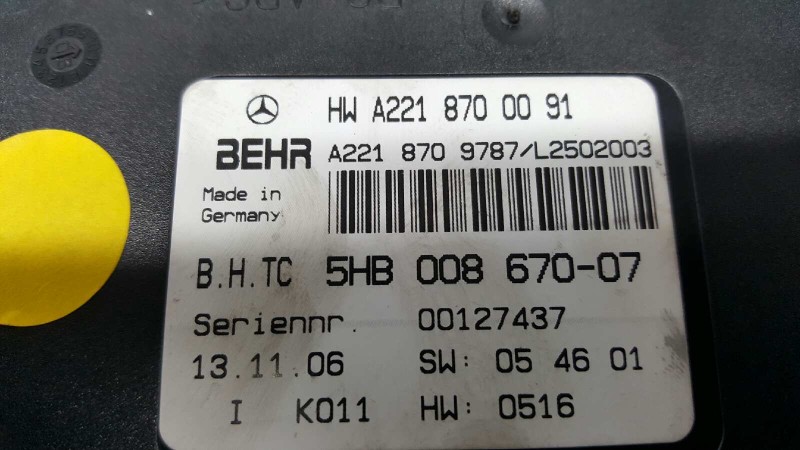 HW A221 870 00 91
BEHR A221 870 9787/L2502003
Made in
Germany
B.H.TC 5HB 008 670-07
Seriennr. 00127437
13.11.06 SW: 05 46 01
I K011 HW: 0516